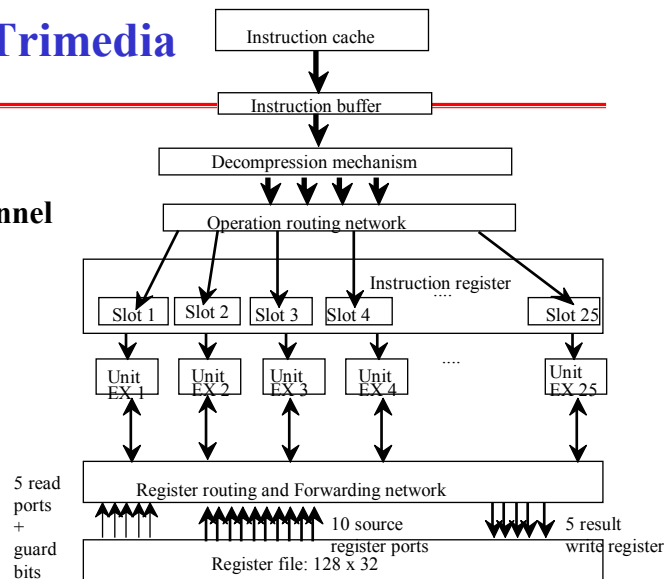 Trimedia
Instruction cache
Instruction buffer
Decompression mechanism
Operation routing network
Instruction register
....
Slot 1
Slot 2
Slot 3
Slot 4
Slot 25
....
Unit
EX 1
Unit
EX 2
Unit
EX 3
Unit
EX 4
Unit
EX 25
Register routing and Forwarding network
5 read
ports
+
guard
bits
10 source
register ports
5 result
write register
Register file: 128 x 32